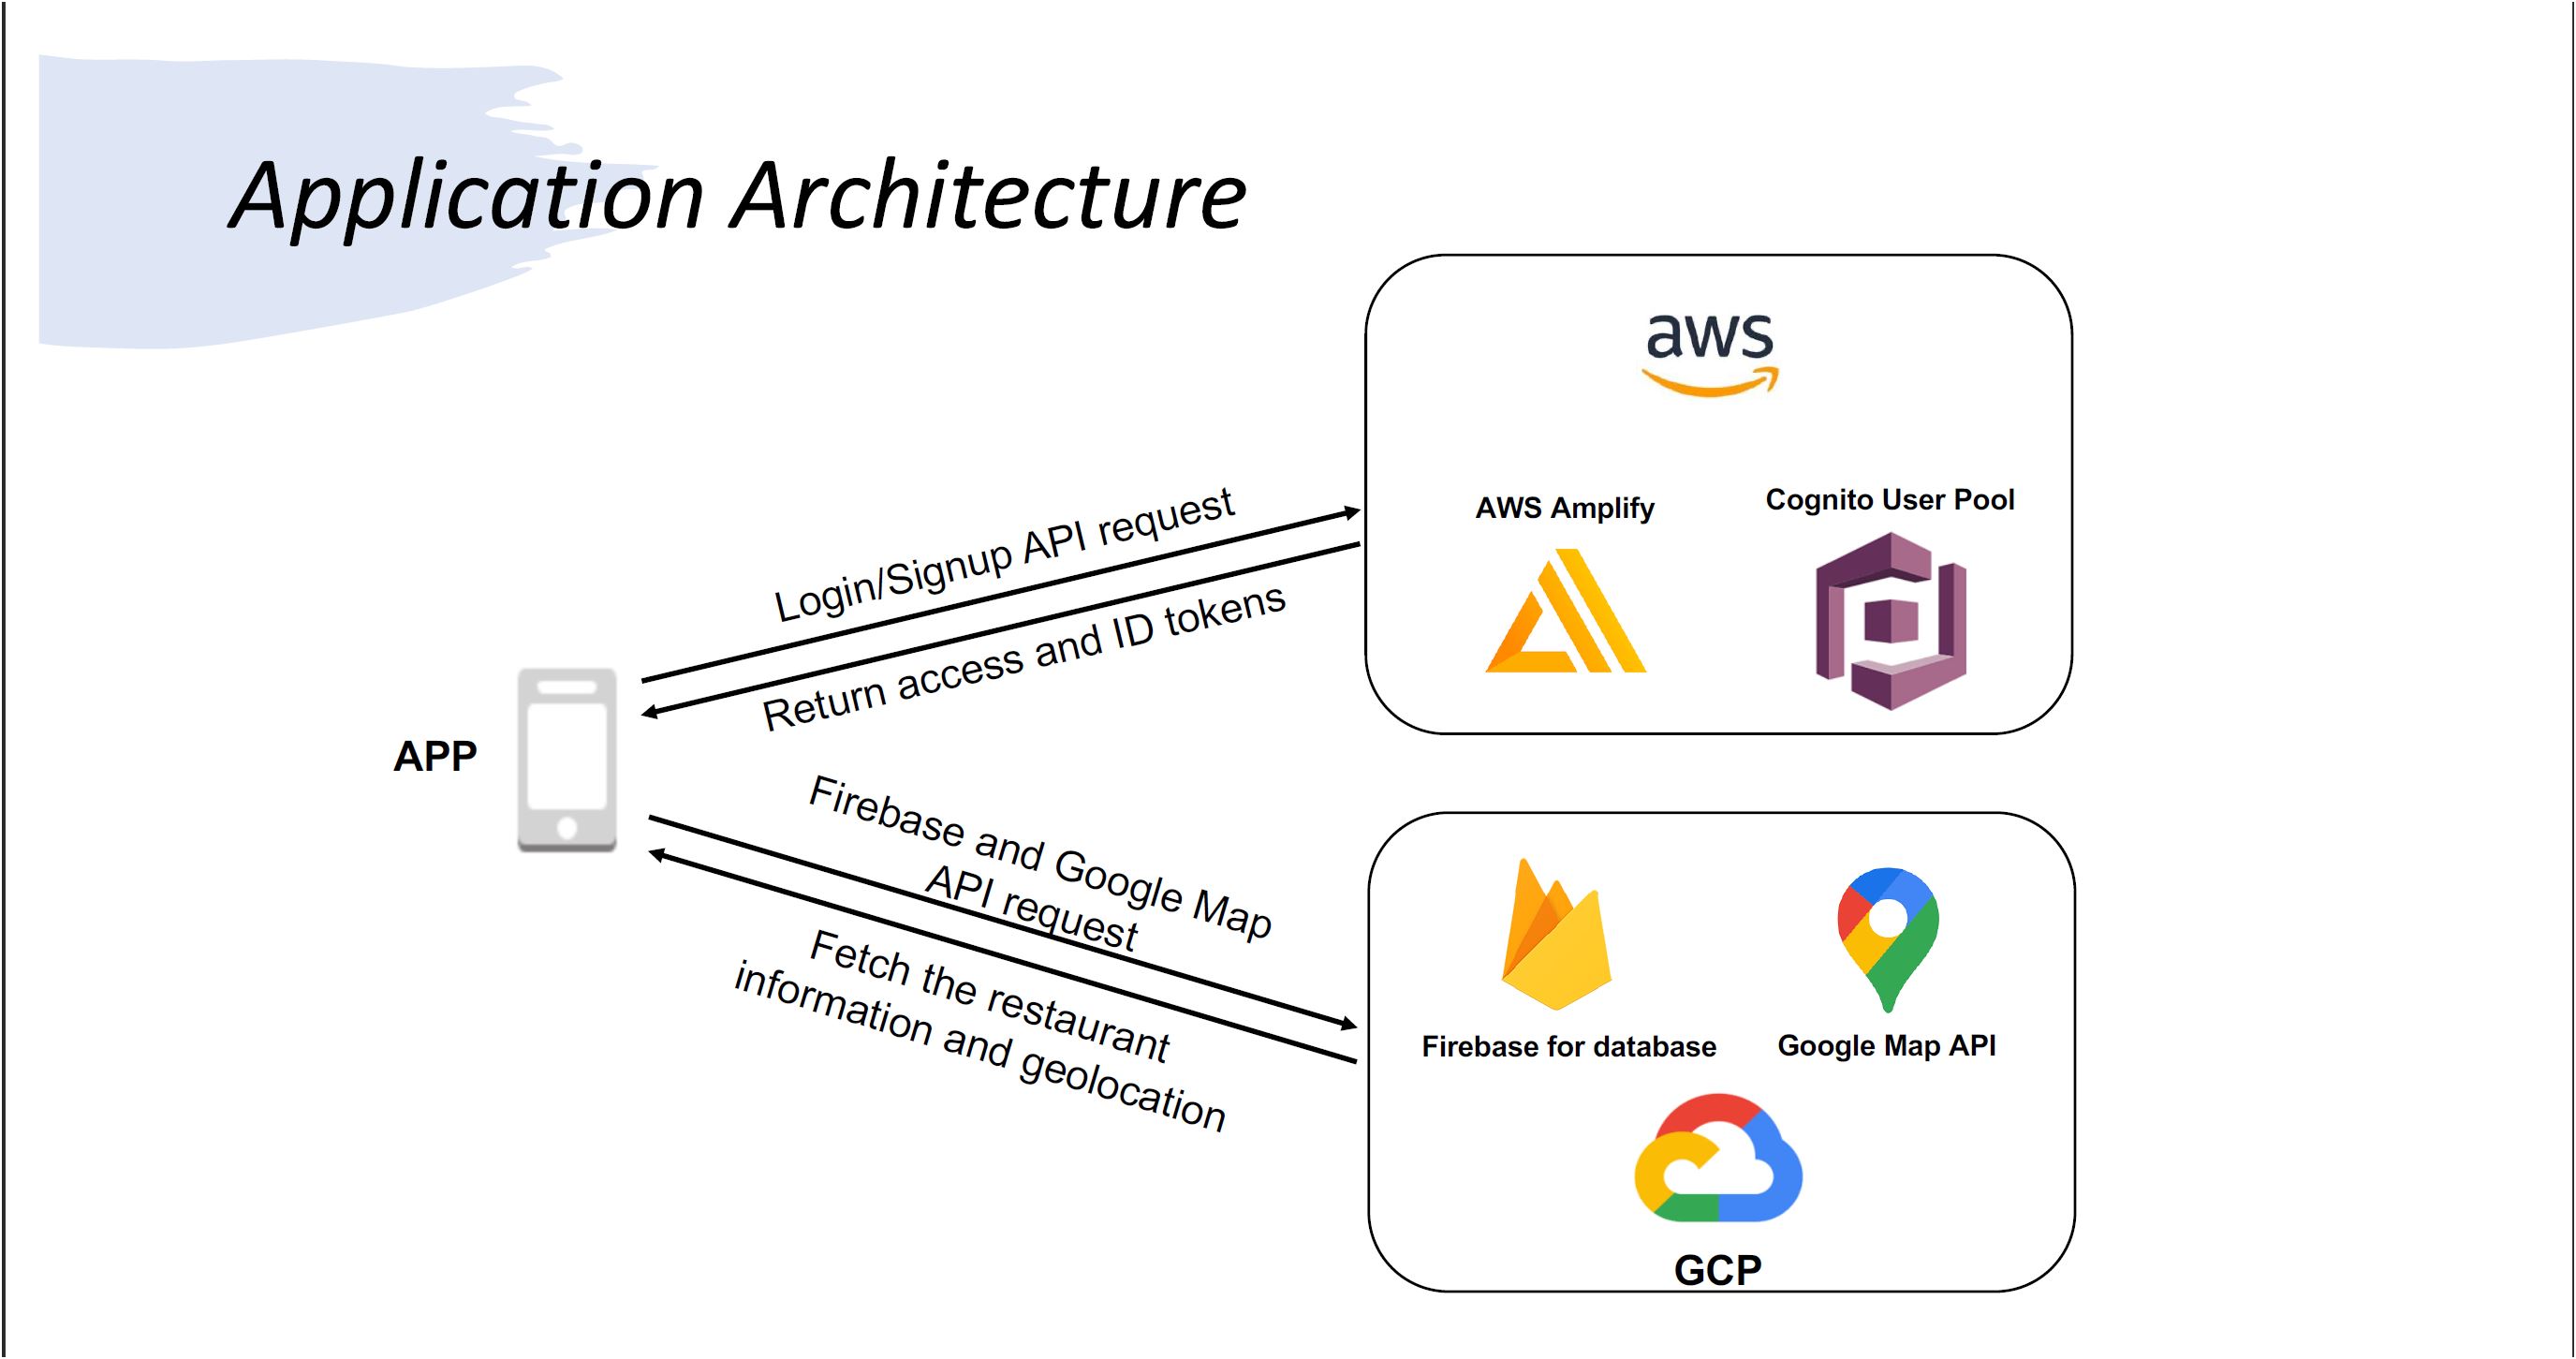 Application Architecture
aws
AWS Amplify
Cognito User Pool
Login/Signup API request
Return access and ID tokens
APP
Firebase and Google Map
API request
Fetch the restaurant
information and geolocation
Firebase for database
Google Map API
GCP